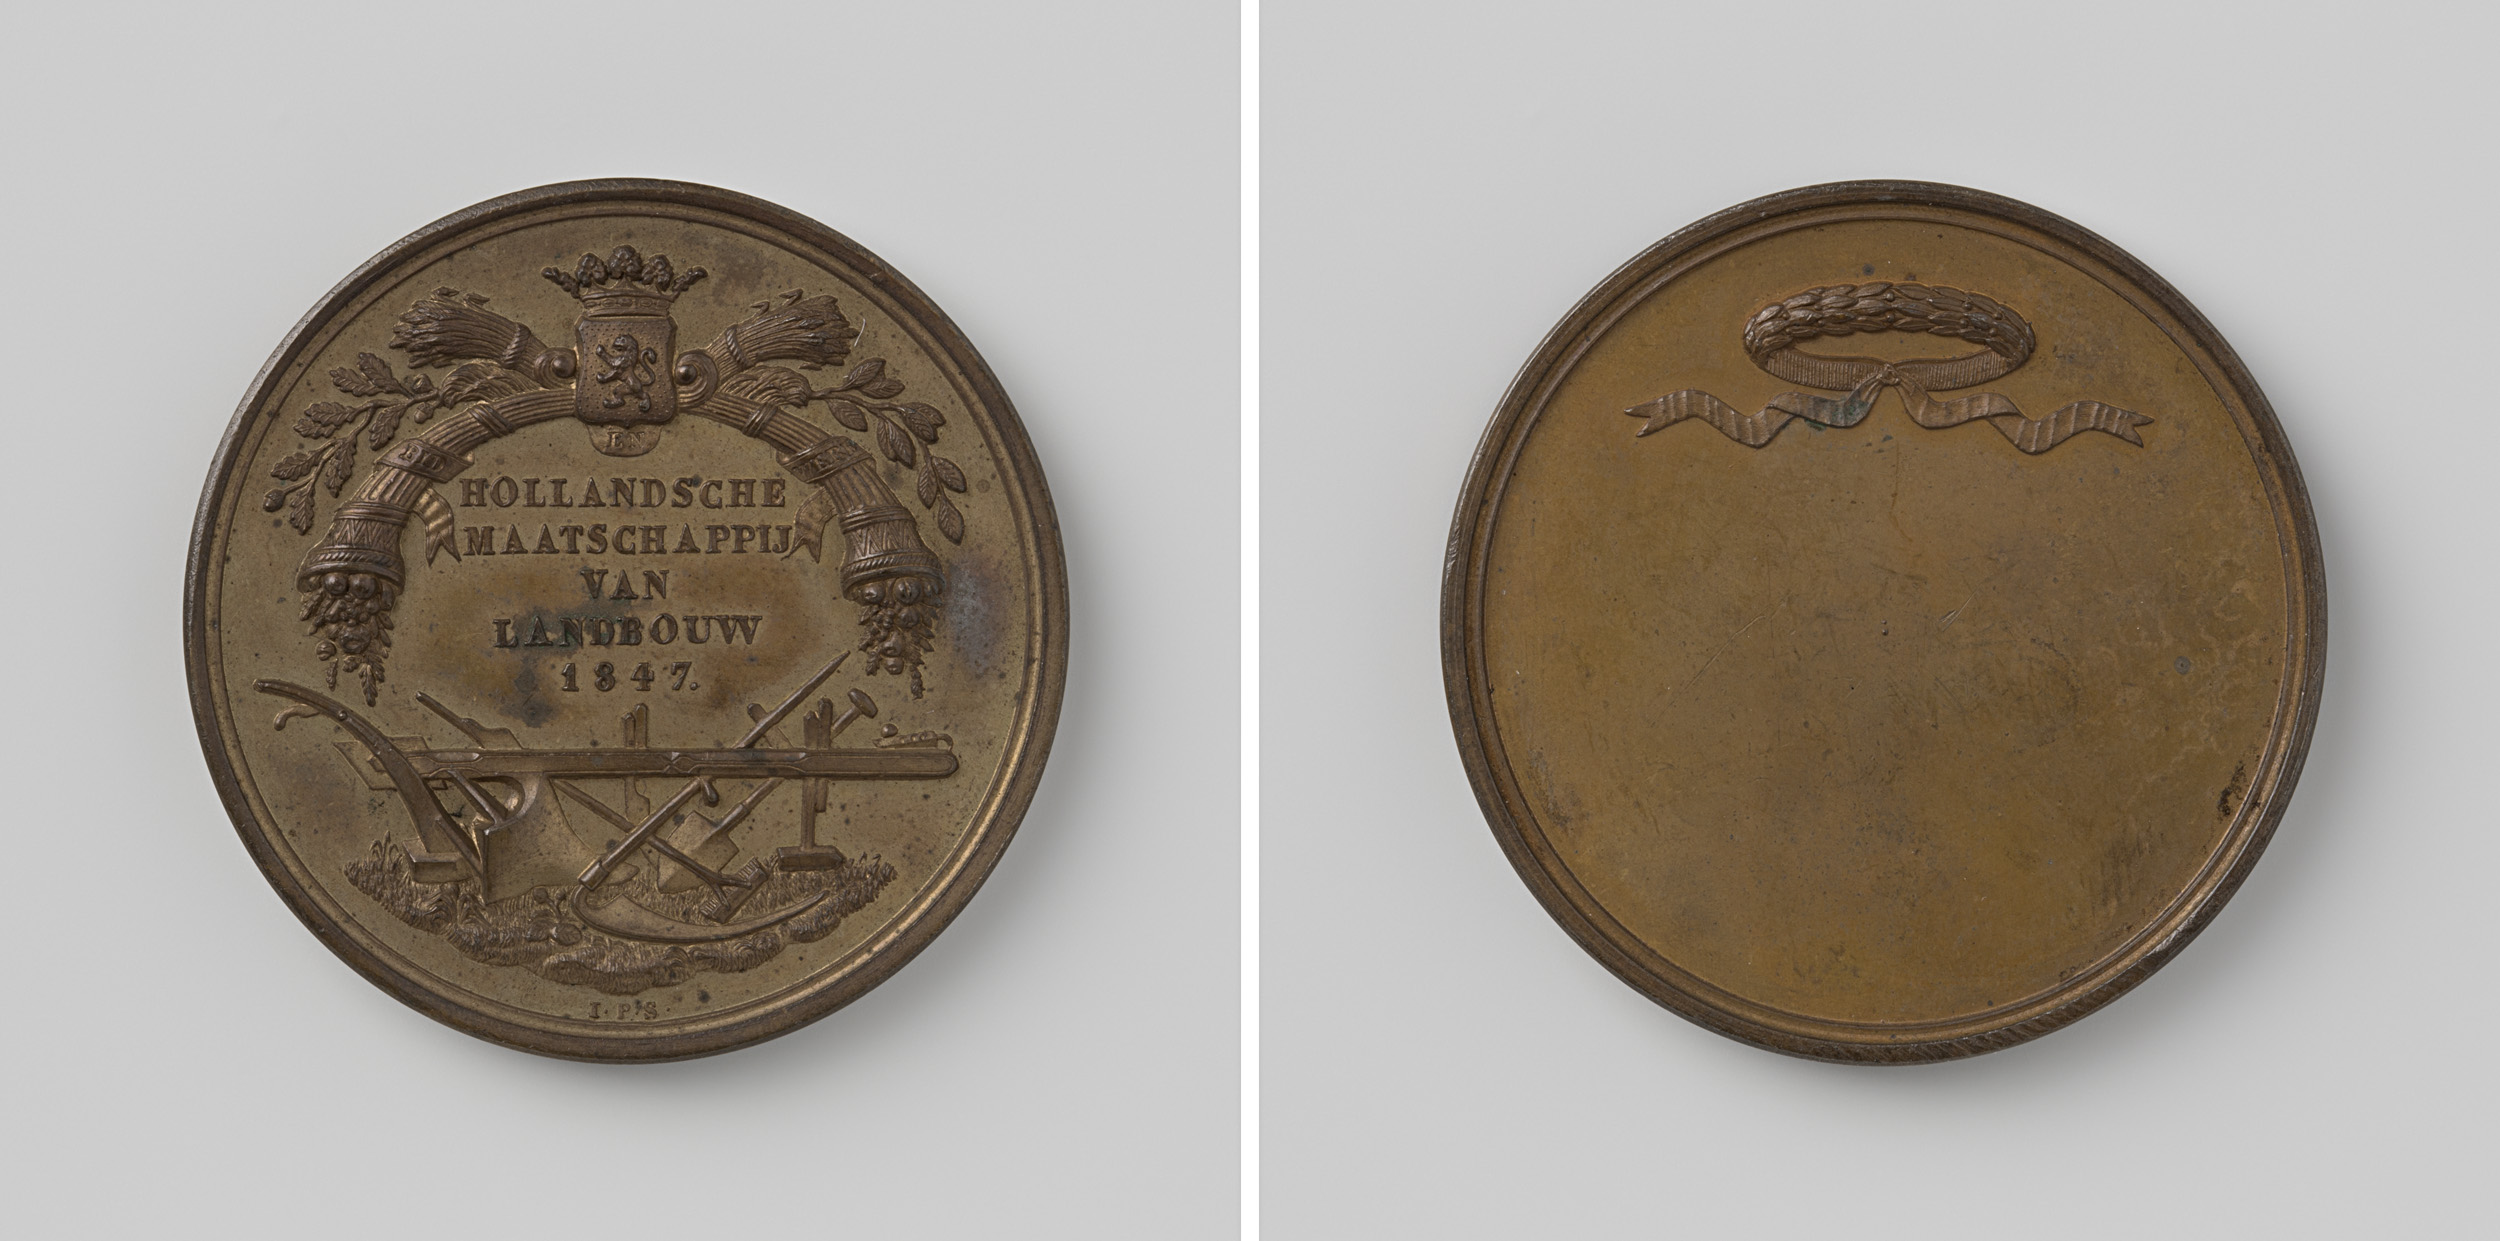 EN
HOLLANDSCHE
MAATSCHAPPIJ
VAN
LANDBOUW
1847.
I. P. S.